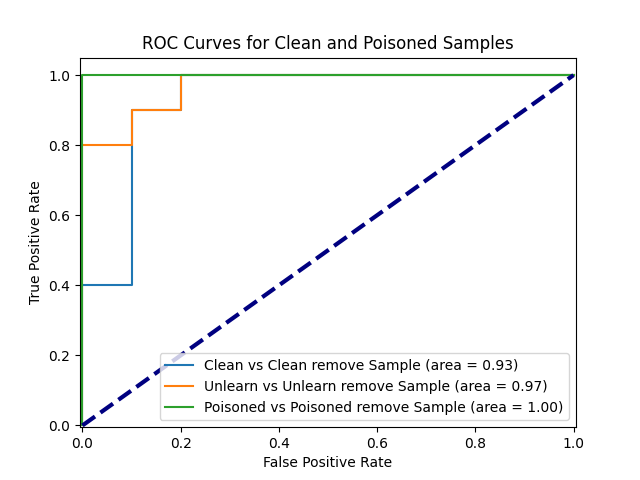 ROC Curves for Clean and Poisoned Samples
True Positive Rate
1.0
0.8
0.6
0.4
0.2
0.0
Clean vs Clean remove Sample (area = 0.93)
Unlearn vs Unlearn remove Sample (area = 0.97)
Poisoned vs Poisoned remove Sample (area = 1.00)
0.0 0.2 0.4 0.6 0.8 1.0
False Positive Rate